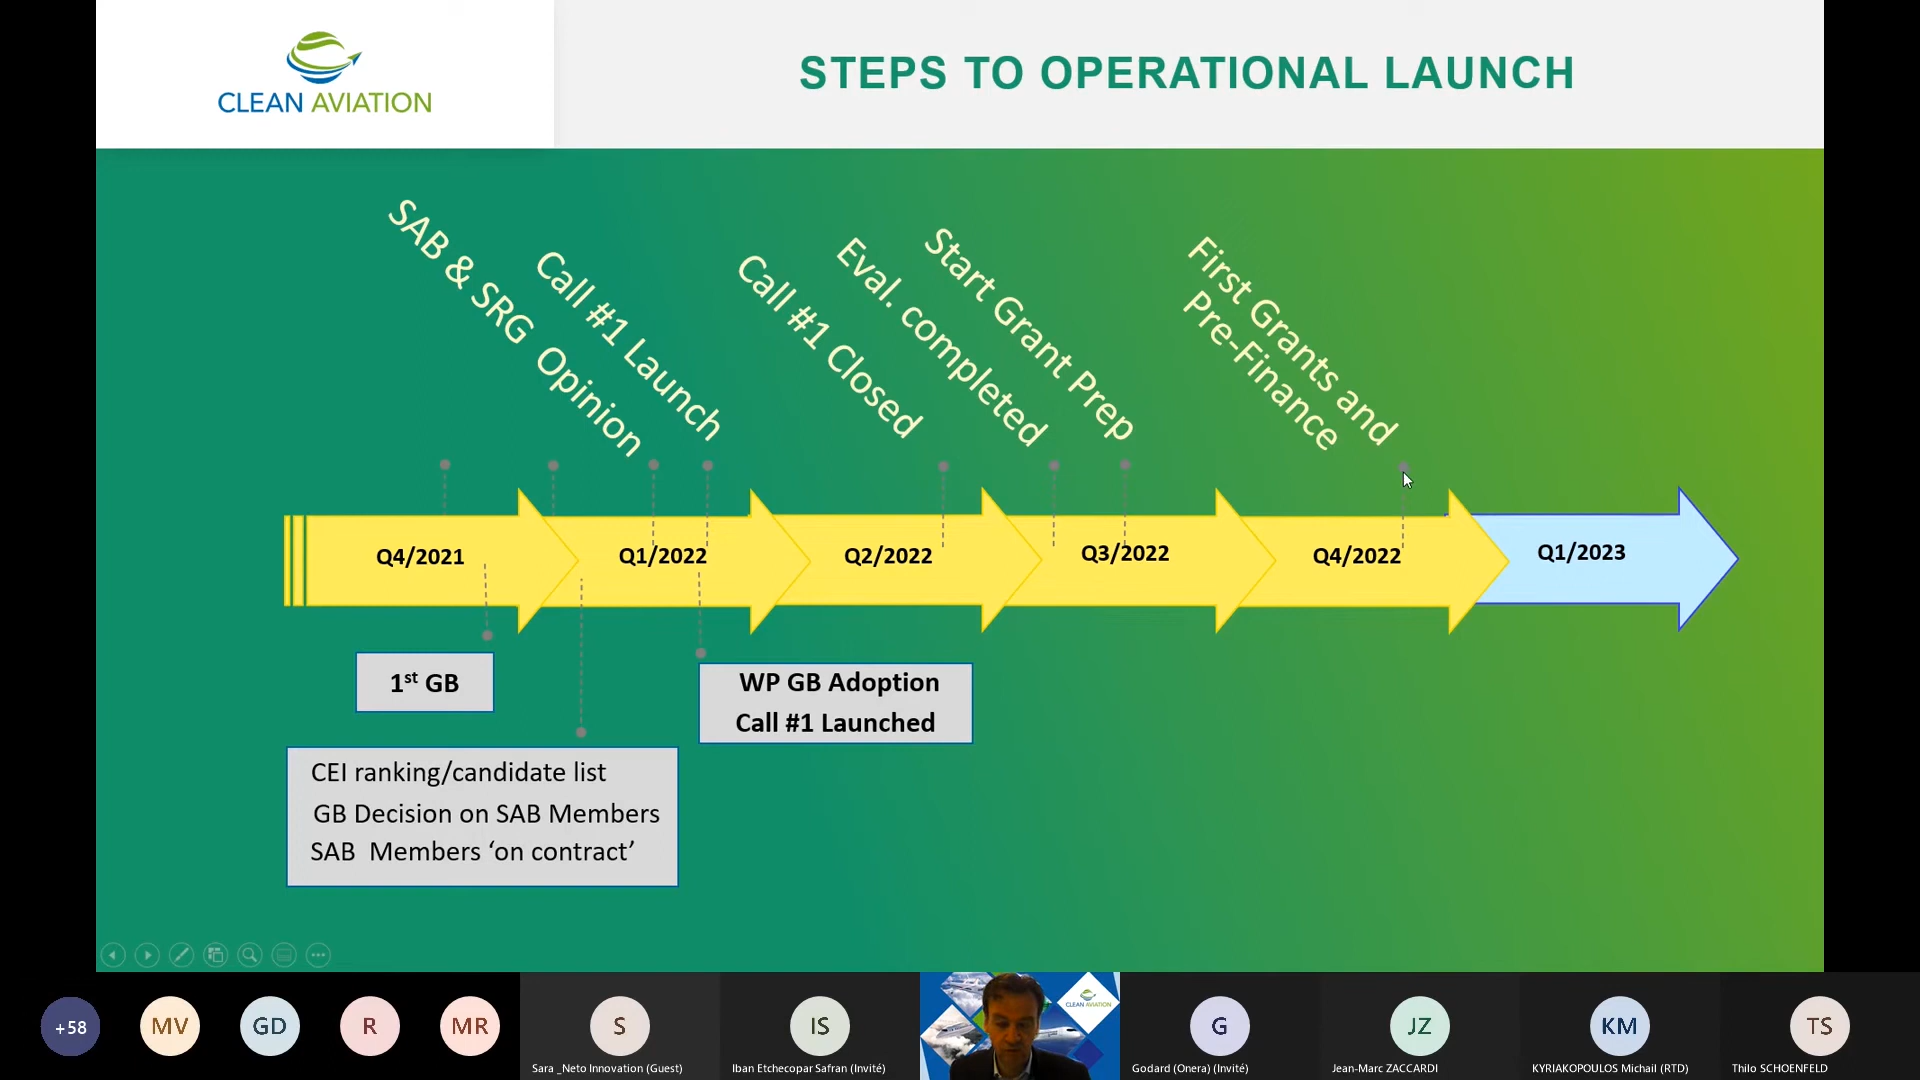 CLEAN AVIATION
STEPS TO OPERATIONAL LAUNCH
SAB & SRG Opinion
Call #1 Launch
Call #1 Closed
Eval. completed
Start Grant Prep
First Grants and
Pre-Finance
Q4/2021
Q1/2022
Q2/2022
Q3/2022
Q4/2022
Q1/2023
1st GB
WP GB Adoption
Call #1 Launched
CEI ranking/candidate list
GB Decision on SAB Members
SAB Members ‘on contract’
+58
MV
GD
R
MR
S
Sara _Neto Innovation (Guest)
IS
Iban Etchecopar Safran (Invité)
CLEAN AVIATION
G
Godard (Onera) (Invité)
JZ
Jean-Marc ZACCARDI
KM
KYRIAKOPOULOS Michail (RTD)
TS
Thilo SCHOENFELD